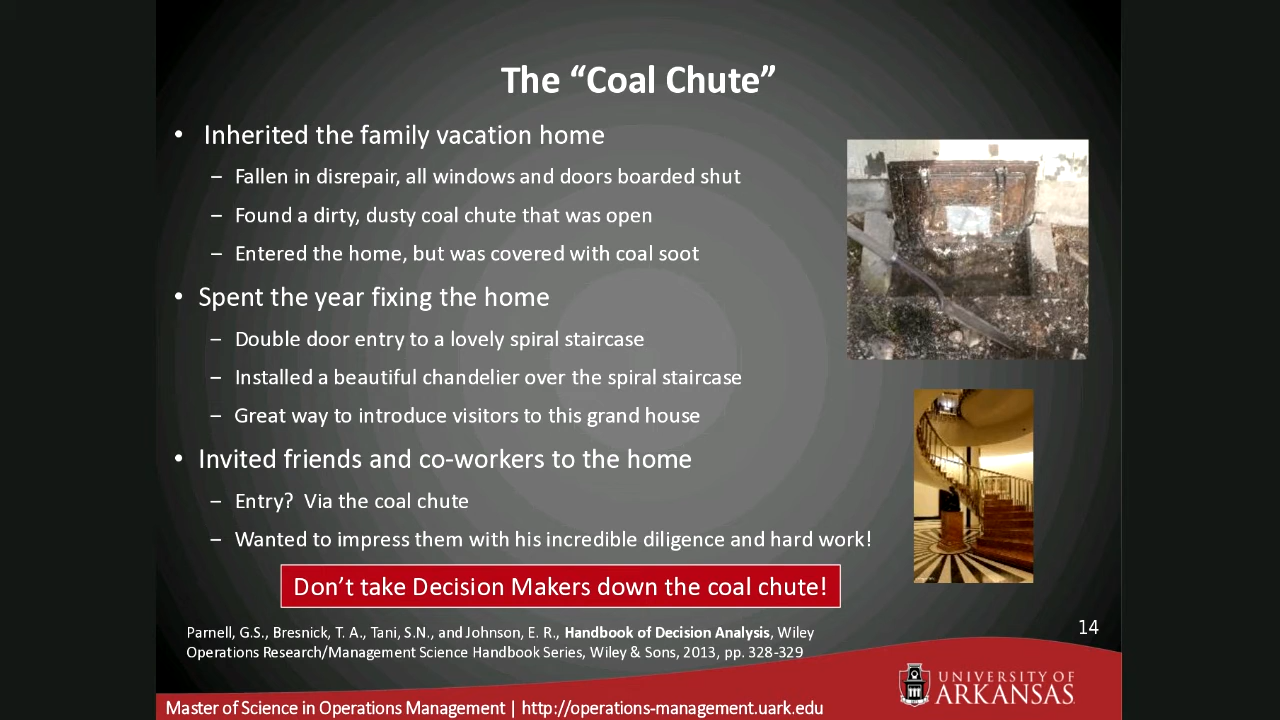 The “Coal Chute”
• Inherited the family vacation home
– Fallen in disrepair, all windows and doors boarded shut
– Found a dirty, dusty coal chute that was open
– Entered the home, but was covered with coal soot
• Spent the year fixing the home
– Double door entry to a lovely spiral staircase
– Installed a beautiful chandelier over the spiral staircase
– Great way to introduce visitors to this grand house
• Invited friends and co-workers to the home
– Entry? Via the coal chute
– Wanted to impress them with his incredible diligence and hard work!
Don’t take Decision Makers down the coal chute!
Parnell, G.S., Bresnick, T. A., Tani, S.N., and Johnson, E. R., Handbook of Decision Analysis, Wiley
Operations Research/Management Science Handbook Series, Wiley & Sons, 2013, pp. 328-329
14
UNIVERSITY OF
ARKANSAS
Master of Science in Operations Management | http://operations-management.uark.edu